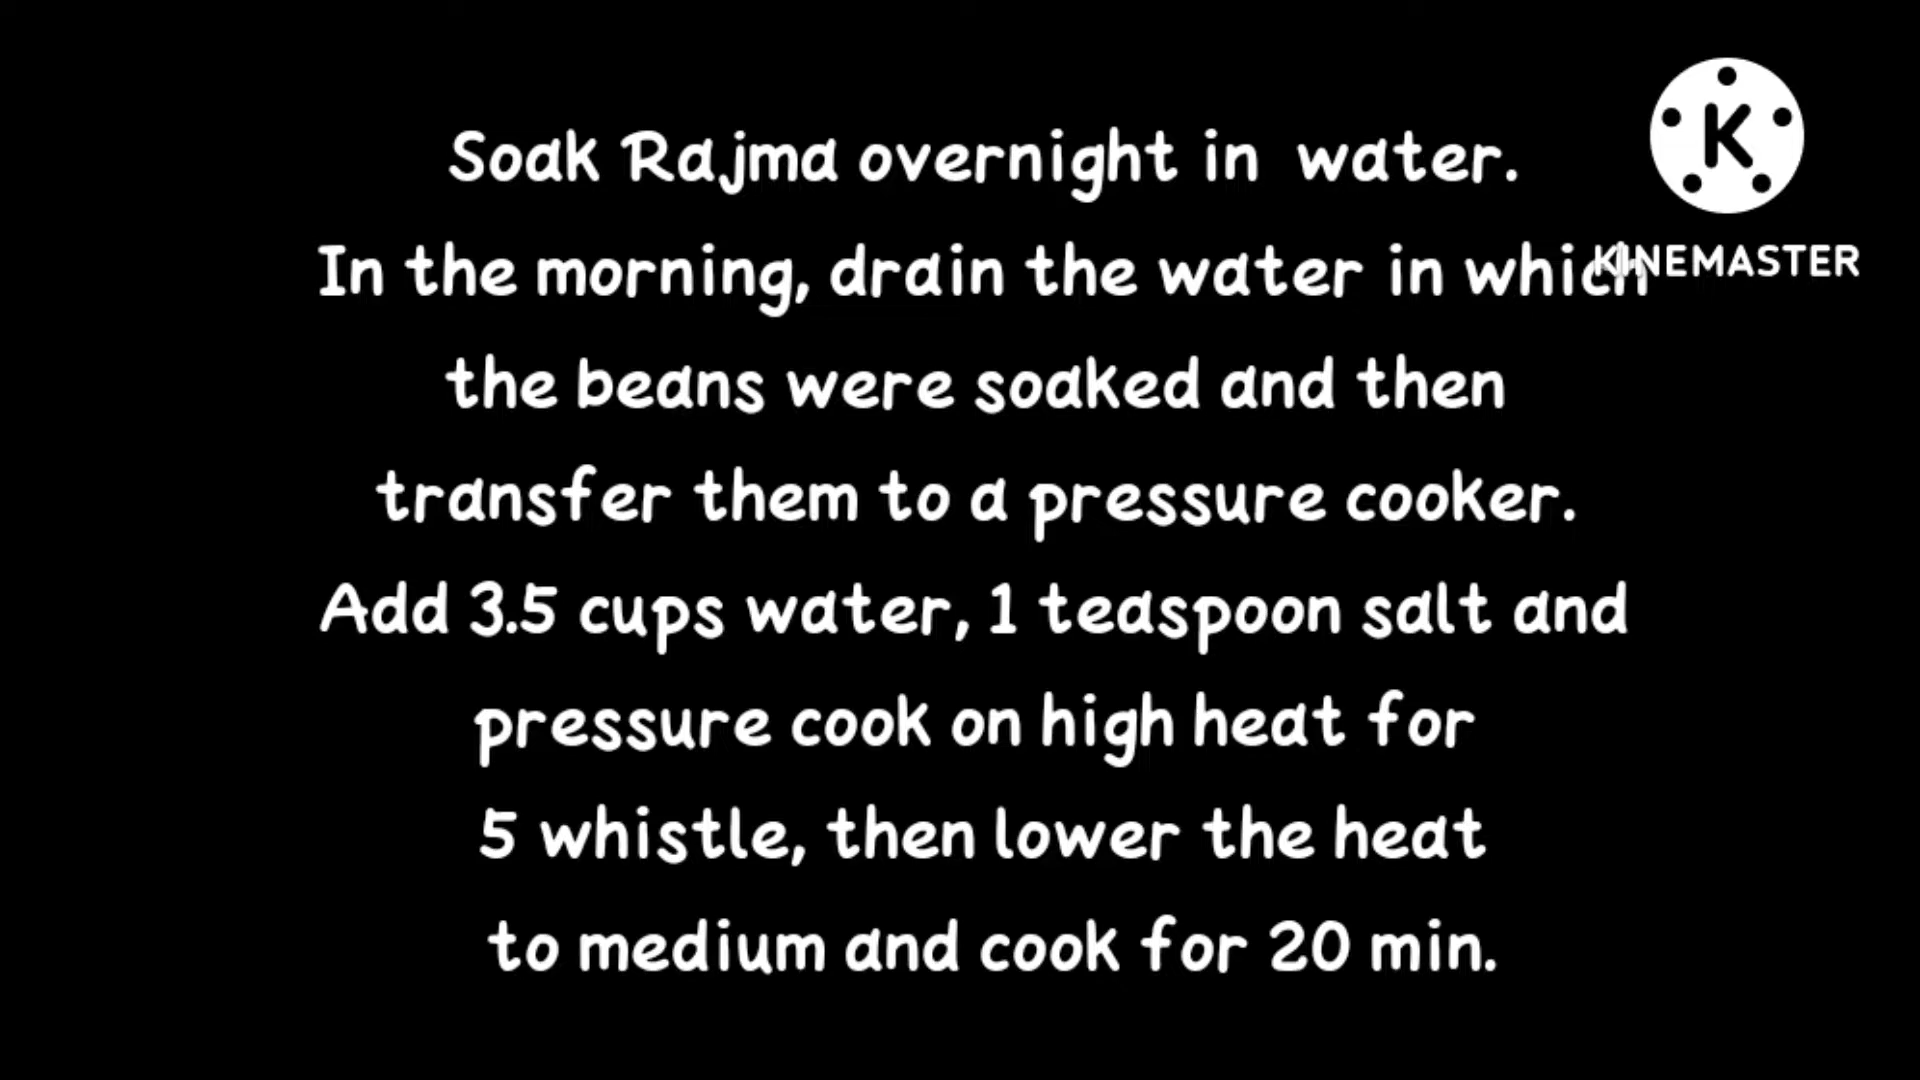 Soak Rajma overnight in water.
In the morning, drain the water in which
KINEMASTER
the beans were soaked and then
transfer them to a pressure cooker.
Add 3.5 cups water, 1 teaspoon salt and
pressure cook on high heat for
5 whistle, then lower the heat
to medium and cook for 20 min.